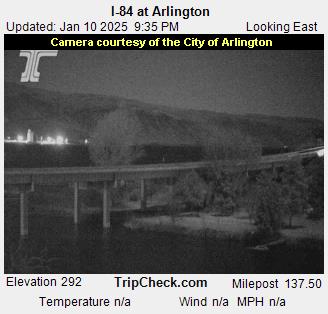 I-84 at Arlington
Updated: Jan 10 2025 9:35 PM Looking East
Camera courtesy of the City of Arlington
Elevation 292 TripCheck.com Milepost 137.50
Temperature n/a Wind n/a MPH n/a